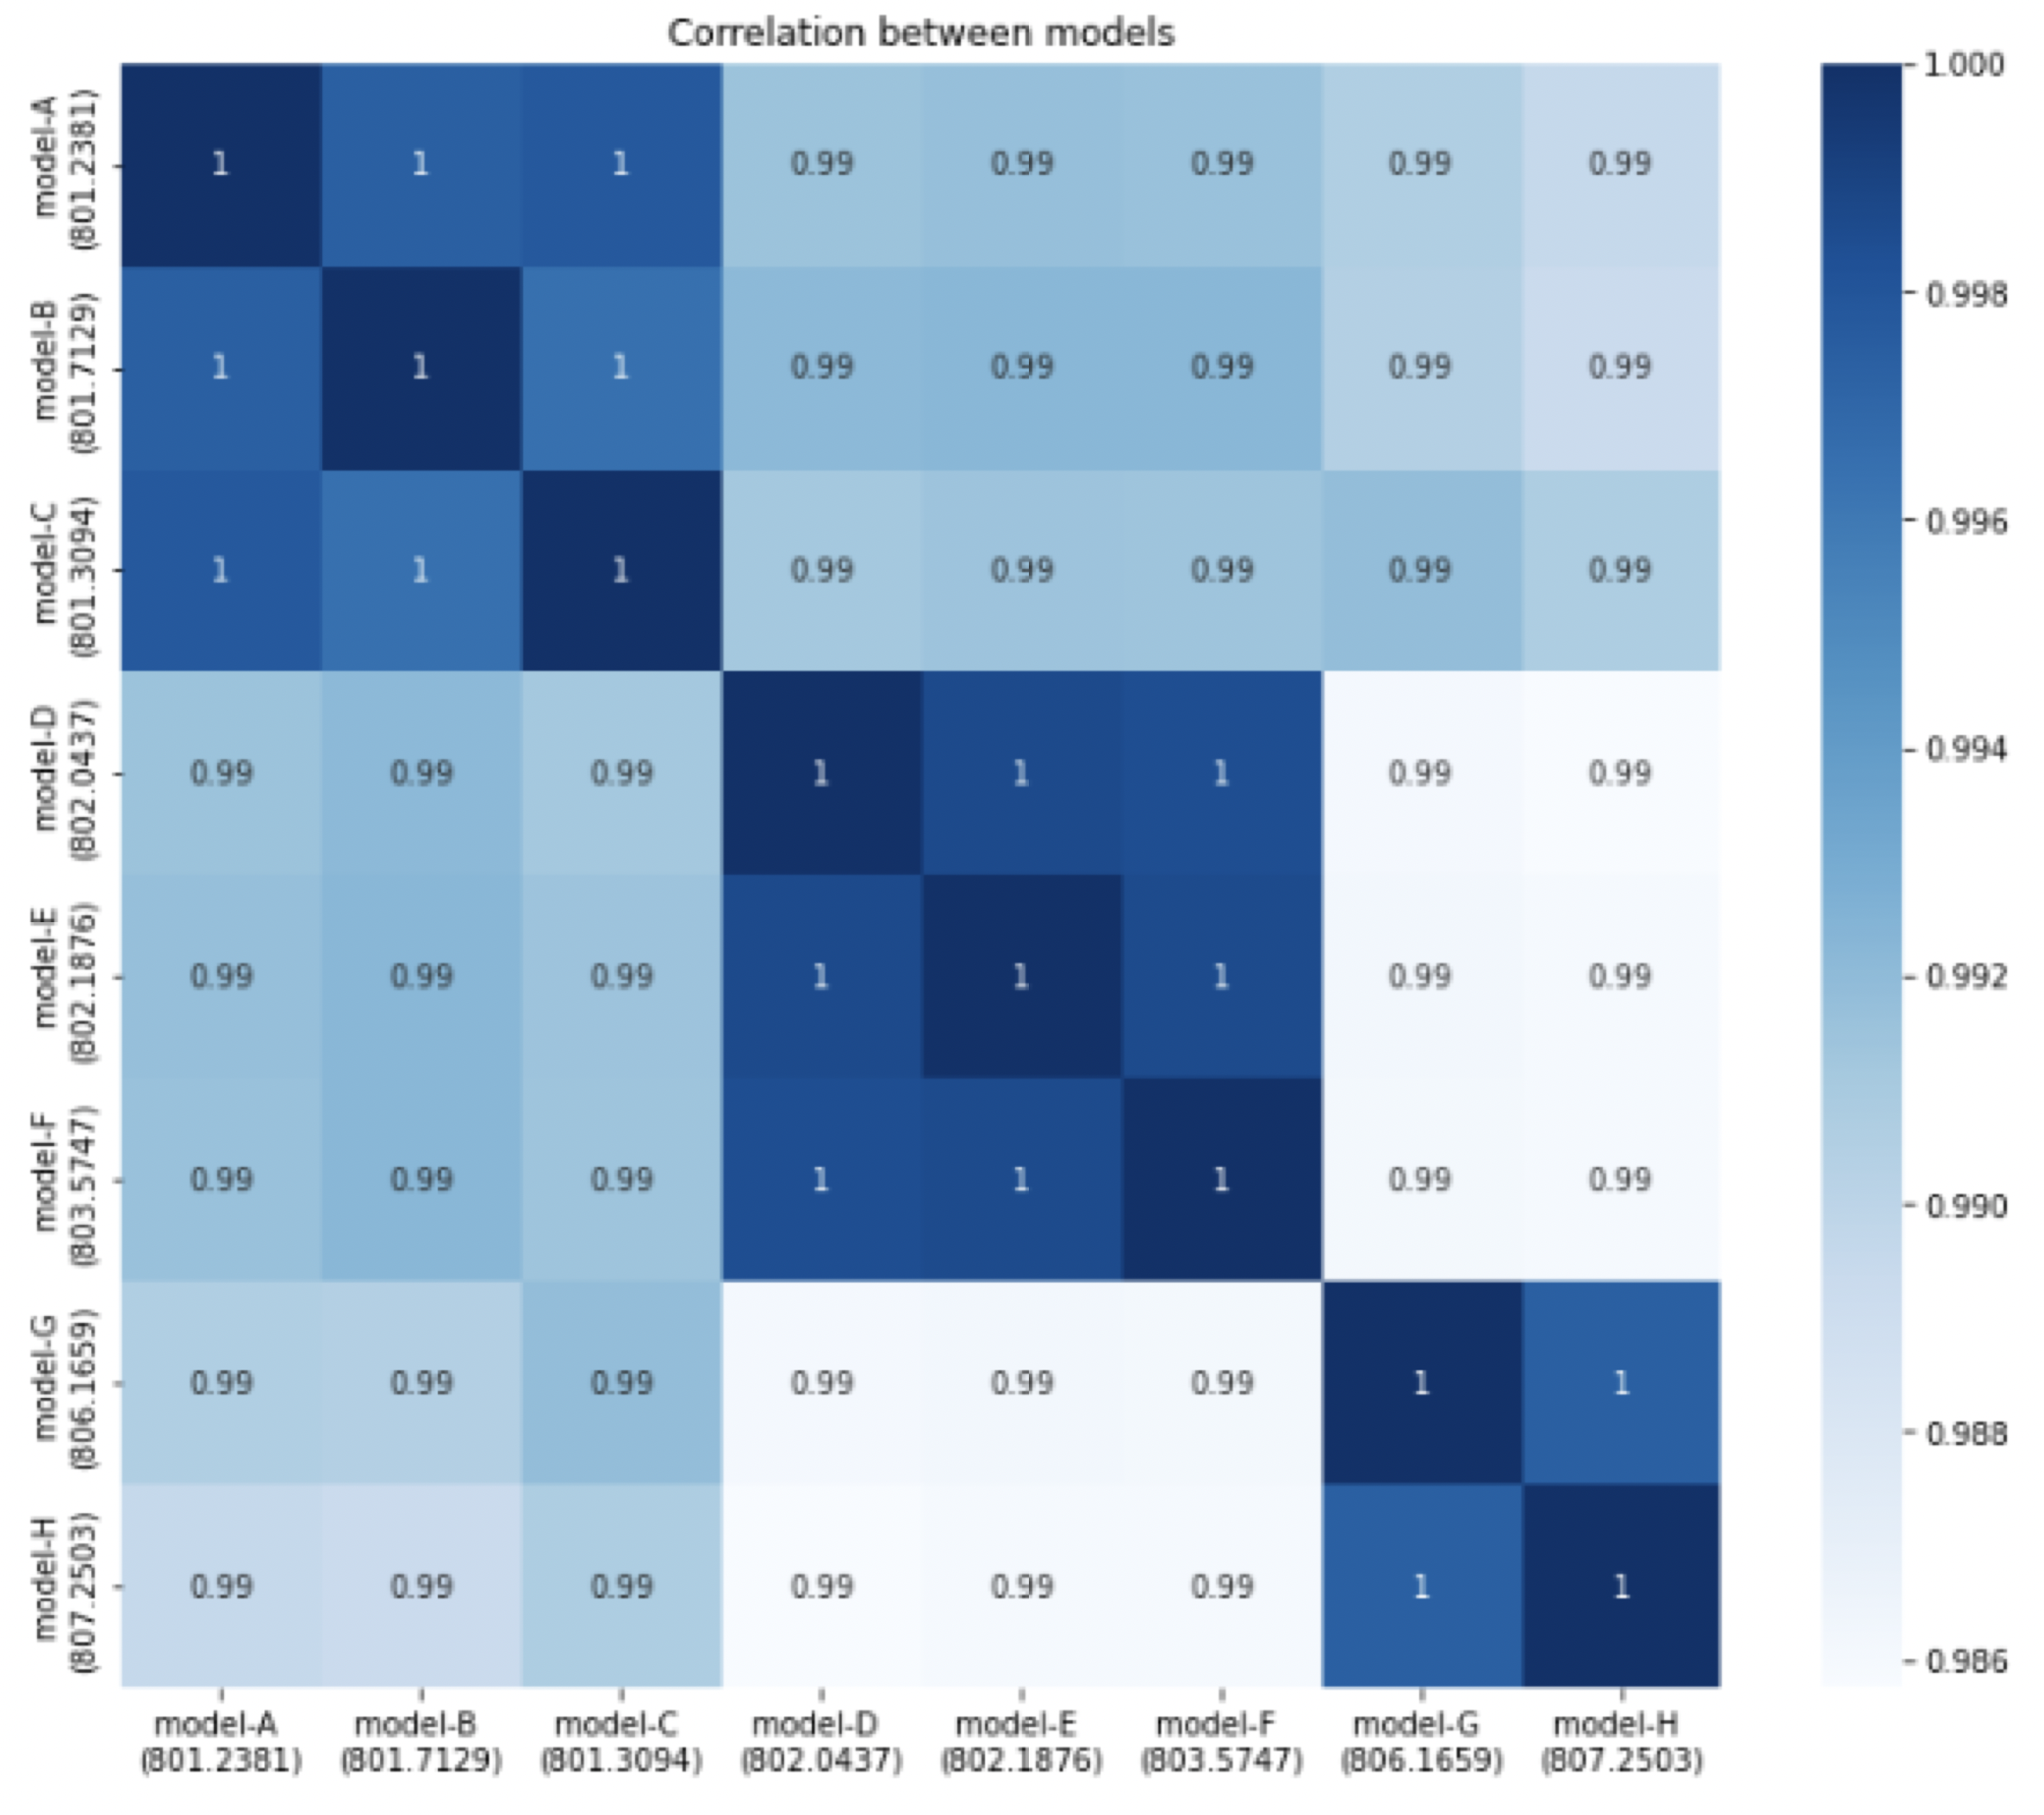 Correlation between models
model-A
(801.2381)
1 1 1 0.99 0.99 0.99 0.99 0.99
model-B
(801.7129)
1 1 1 0.99 0.99 0.99 0.99 0.99
model-C
(801.3094)
1 1 1 0.99 0.99 0.99 0.99 0.99
model-D
(802.0437)
0.99 0.99 0.99 1 1 1 0.99 0.99
model-E
(802.1876)
0.99 0.99 0.99 1 1 1 0.99 0.99
model-F
(803.5747)
0.99 0.99 0.99 1 1 1 0.99 0.99
model-G
(806.1659)
0.99 0.99 0.99 0.99 0.99 0.99 1 1
model-H
(807.2503)
0.99 0.99 0.99 0.99 0.99 0.99 1 1
model-A model-B model-C model-D model-E model-F model-G model-H
(801.2381) (801.7129) (801.3094) (802.0437) (802.1876) (803.5747) (806.1659) (807.2503)
1.000
0.998
0.996
0.994
0.992
0.990
0.988
0.986